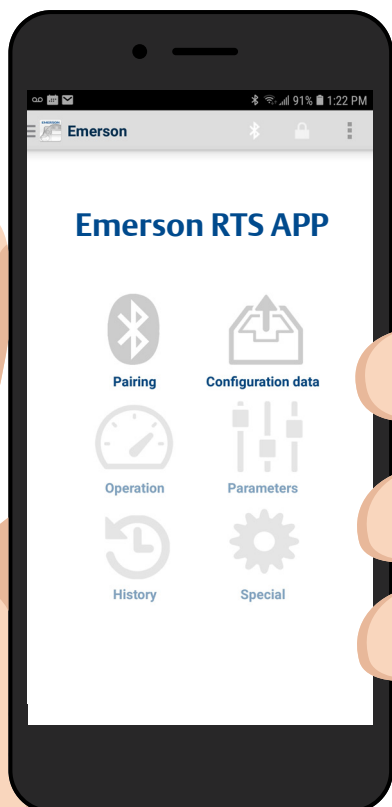 91% 1:22 PM
Emerson
Emerson RTS APP
Pairing Configuration data
Operation Parameters
History Special